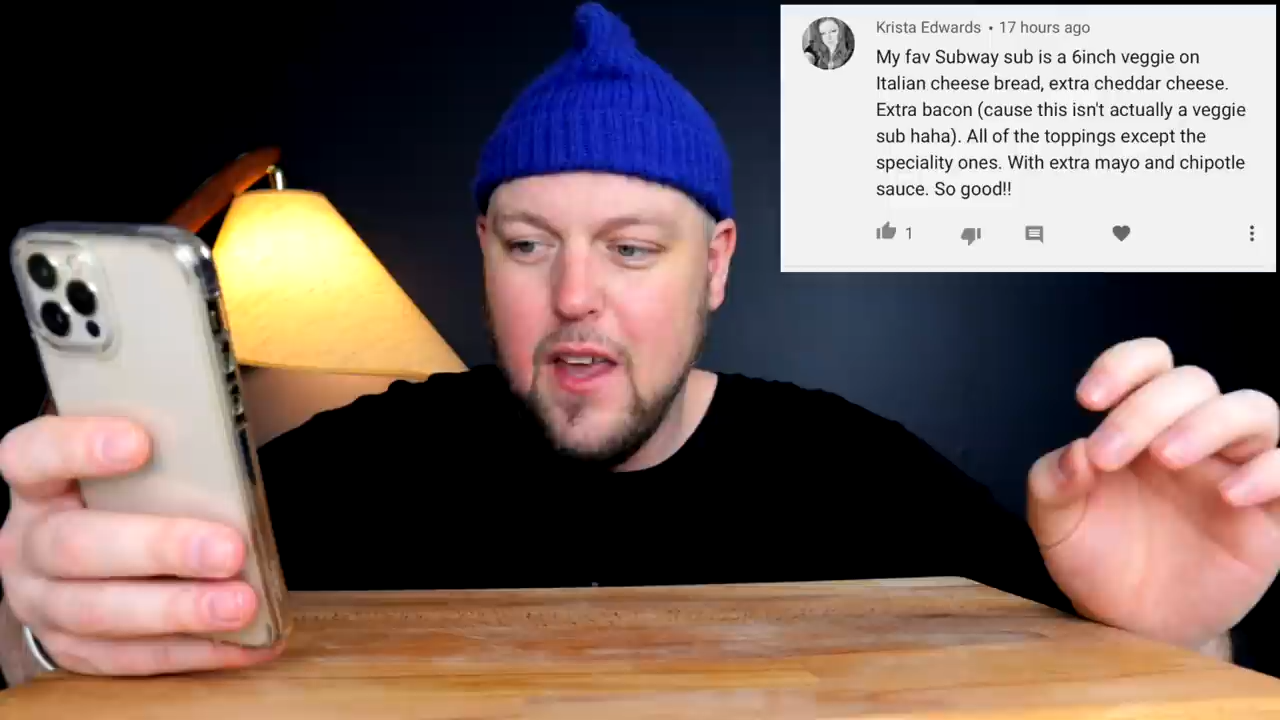 Krista Edwards • 17 hours ago
My fav Subway sub is a 6inch veggie on
Italian cheese bread, extra cheddar cheese.
Extra bacon (cause this isn't actually a veggie
sub haha). All of the toppings except the
speciality ones. With extra mayo and chipotle
sauce. So good!!
1